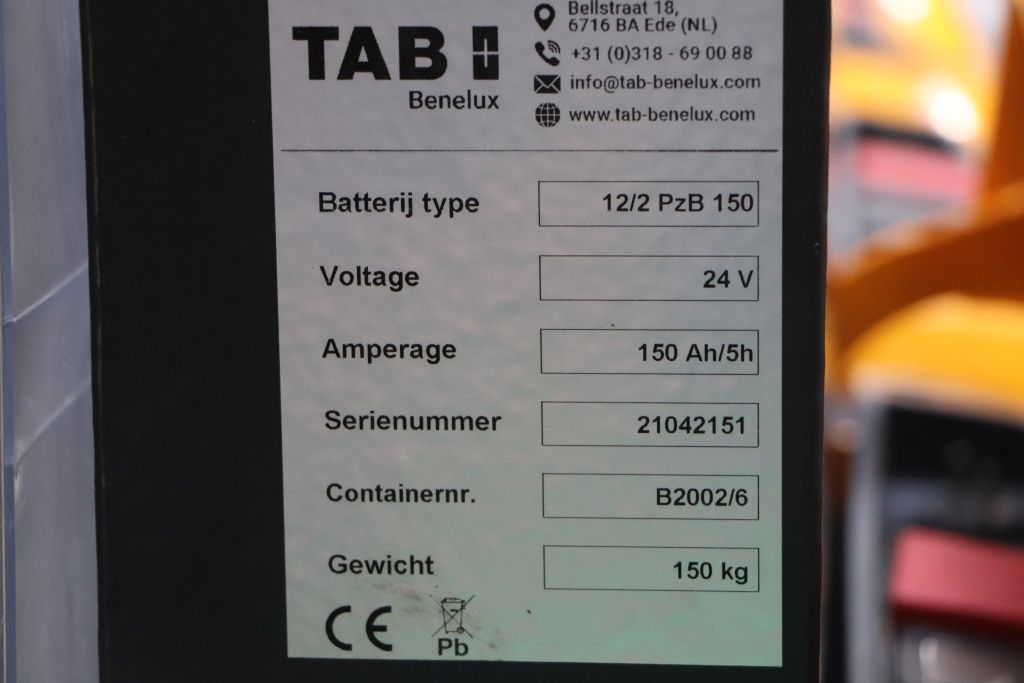 TAB
Benelux
Bellstraat 18,
6716 BA Ede (NL)
+31 (0)318 - 69 00 88
info@tab-benelux.com
www.tab-benelux.com
Batterij type 12/2 PzB 150
Voltage 24 V
Amperage 150 Ah/5h
Serienummer 21042151
Containernr. B2002/6
Gewicht 150 kg
CE Pb